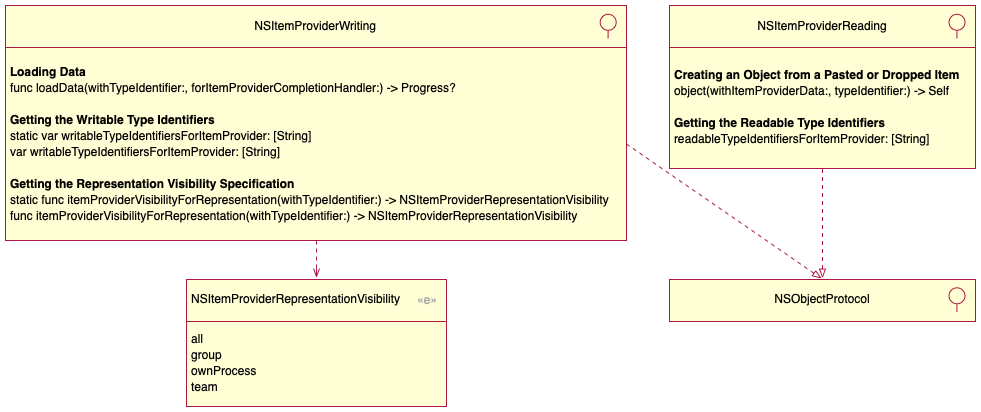 NSItemProviderWriting
Loading Data
func loadData(withTypeIdentifier:, forItemProviderCompletionHandler:) -> Progress?
Getting the Writable Type Identifiers
static var writableTypeIdentifiersForItemProvider: [String]
var writableTypeIdentifiersForItemProvider: [String]
Getting the Representation Visibility Specification
static func itemProviderVisibilityForRepresentation(withTypeIdentifier:) -> NSItemProviderRepresentationVisibility
func itemProviderVisibilityForRepresentation(withTypeIdentifier:) -> NSItemProviderRepresentationVisibility
NSItemProviderReading
Creating an Object from a Pasted or Dropped Item
object(withItemProviderData:, typeIdentifier:) -> Self
Getting the Readable Type Identifiers
readableTypeIdentifiersForItemProvider: [String]
NSItemProviderRepresentationVisibility «e»
all
group
ownProcess
team
NSObjectProtocol